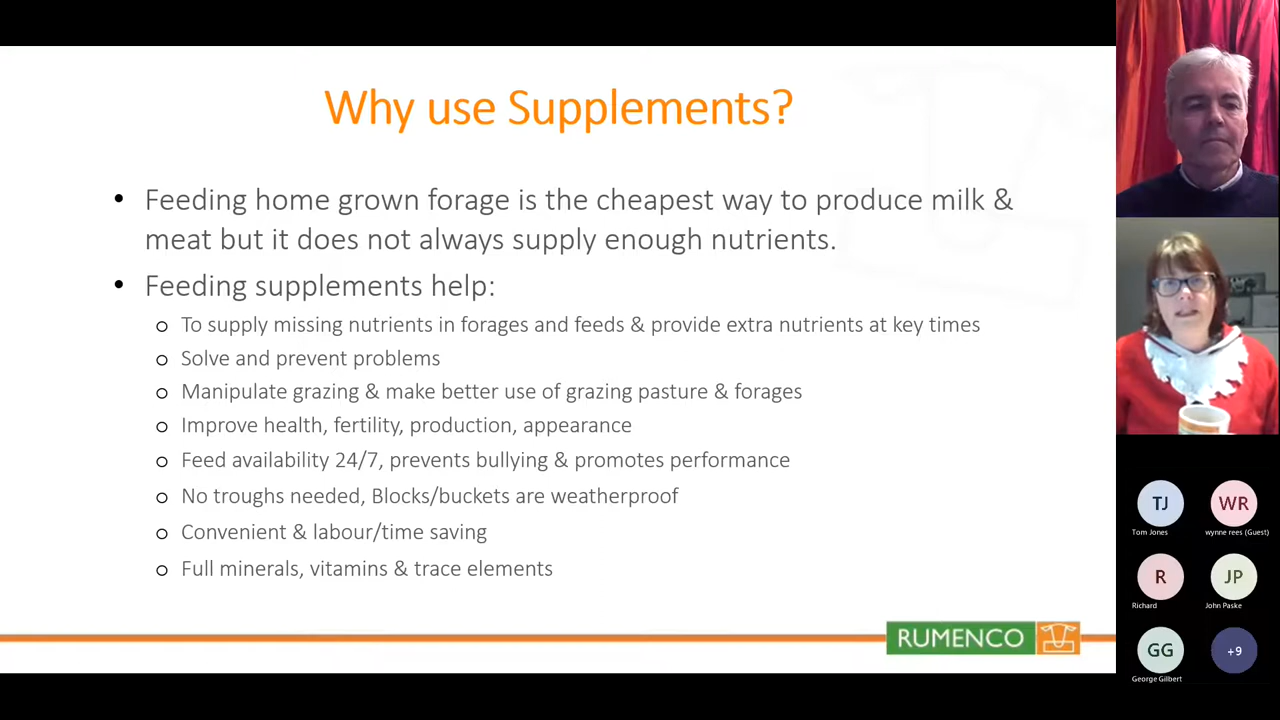 Why use Supplements?
• Feeding home grown forage is the cheapest way to produce milk &
meat but it does not always supply enough nutrients.
• Feeding supplements help:
o To supply missing nutrients in forages and feeds & provide extra nutrients at key times
o Solve and prevent problems
o Manipulate grazing & make better use of grazing pasture & forages
o Improve health, fertility, production, appearance
o Feed availability 24/7, prevents bullying & promotes performance
o No troughs needed, Blocks/buckets are weatherproof
o Convenient & labour/time saving
o Full minerals, vitamins & trace elements
RUMENCO
TJ
Tom Jones
WR
wynne rees (Guest)
R
Richard
JP
John Paske
GG
George Gilbert
+9